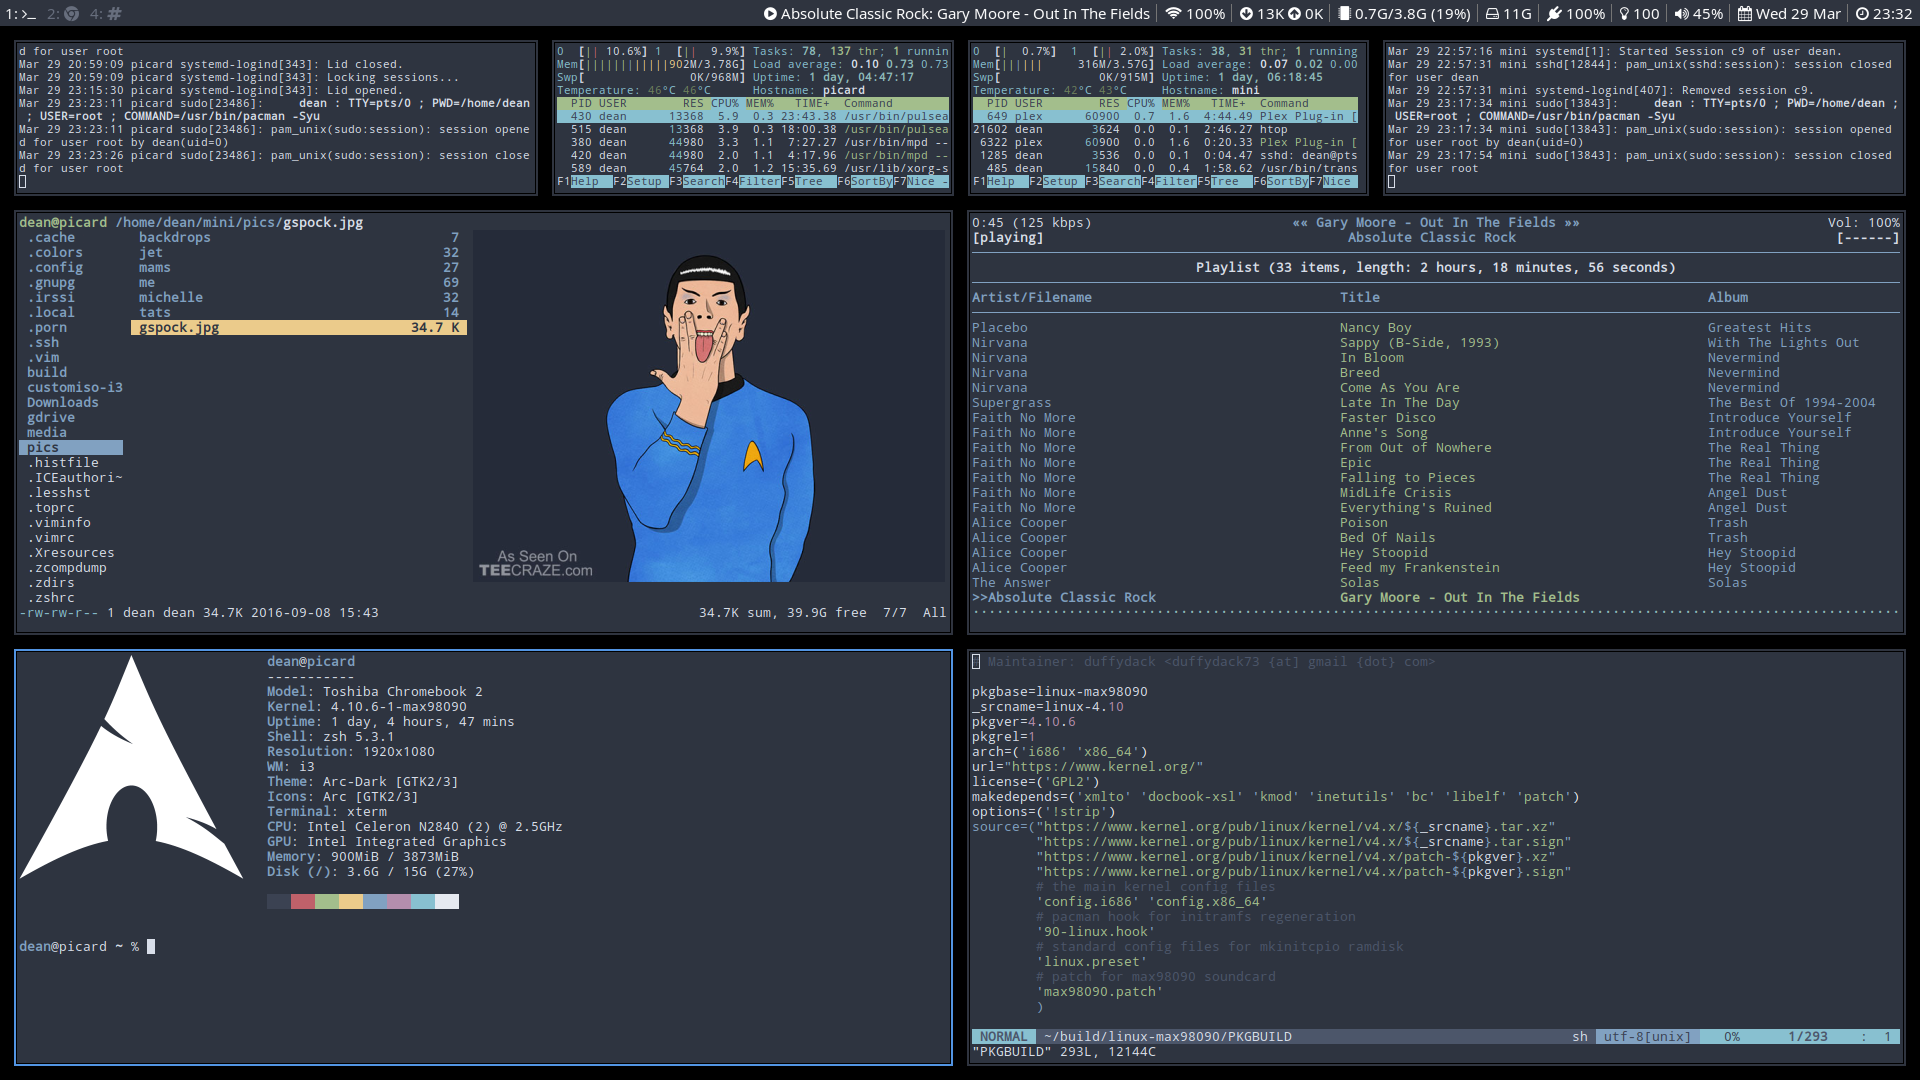 1: >_ 2: 4: #
Absolute Classic Rock: Gary Moore - Out In The Fields 100% 13K 0K 0.7G/3.8G (19%) 11G 100% 100 45% Wed 29 Mar 23:32
d for user root
Mar 29 20:59:09 picard systemd-logind[343]: Lid closed.
Mar 29 20:59:09 picard systemd-logind[343]: Locking sessions...
Mar 29 23:15:30 picard systemd-logind[343]: Lid opened.
Mar 29 23:23:11 picard sudo[23486]: dean : TTY=pts/0 ; PWD=/home/dean
; USER=root ; COMMAND=/usr/bin/pacman -Syu
Mar 29 23:23:11 picard sudo[23486]: pam_unix(sudo:session): session opene
d for user root by dean(uid=0)
Mar 29 23:23:26 picard sudo[23486]: pam_unix(sudo:session): session close
d for user root
0 [|| 10.6%] 1 [|| 9.9%] Tasks: 78, 137 thr; 1 runnin
Mem[||||||||||||902M/3.78G] Load average: 0.10 0.73 0.73
Swp[ 0K/968M] Uptime: 1 day, 04:47:17
Temperature: 46°C 46°C Hostname: picard
PID USER RES CPU% MEM% TIME+ Command
430 dean 13368 5.9 0.3 23:43.38 /usr/bin/pulsea
515 dean 13368 3.9 0.3 18:00.38 /usr/bin/pulsea
380 dean 44980 3.3 1.1 7:27.27 /usr/bin/mpd --
420 dean 44980 2.0 1.1 4:17.96 /usr/bin/mpd --
589 dean 45764 2.0 1.2 15:35.69 /usr/lib/xorg-s
F1Help F2Setup F3SearchF4FilterF5Tree F6SortByF7Nice -
0 [| 0.7%] 1 [|| 2.0%] Tasks: 38, 31 thr; 1 running
Mem[|||||| 316M/3.57G] Load average: 0.07 0.02 0.00
Swp[ 0K/915M] Uptime: 1 day, 06:18:45
Temperature: 42°C 43°C Hostname: mini
PID USER RES CPU% MEM% TIME+ Command
649 plex 60900 0.7 1.6 4:44.49 Plex Plug-in [
21602 dean 3624 0.0 0.1 2:46.27 htop
6322 plex 60900 0.0 1.6 0:20.33 Plex Plug-in [
1285 dean 3536 0.0 0.1 0:04.47 sshd: dean@pts
485 dean 15840 0.0 0.4 1:58.62 /usr/bin/trans
F1Help F2Setup F3SearchF4FilterF5Tree F6SortByF7Nice
Mar 29 22:57:16 mini systemd[1]: Started Session c9 of user dean.
Mar 29 22:57:31 mini sshd[12844]: pam_unix(sshd:session): session closed
for user dean
Mar 29 22:57:31 mini systemd-logind[407]: Removed session c9.
Mar 29 23:17:34 mini sudo[13843]: dean : TTY=pts/0 ; PWD=/home/dean ;
USER=root ; COMMAND=/usr/bin/pacman -Syu
Mar 29 23:17:34 mini sudo[13843]: pam_unix(sudo:session): session opened
for user root by dean(uid=0)
Mar 29 23:17:54 mini sudo[13843]: pam_unix(sudo:session): session closed
for user root
dean@picard /home/dean/mini/pics/gspock.jpg
.cache backdrops 7
.colors jet 32
.config mams 27
.gnupg me 69
.irssi michelle 32
.local tats 14
.porn gspock.jpg 34.7 K
.ssh
.vim
build
customiso-i3
Downloads
gdrive
media
pics
.histfile
.ICEauthori~
.lesshst
.toprc
.viminfo
.vimrc
.Xresources
.zcompdump
.zdirs
.zshrc
As Seen On
TEECRAZE.com
-rw-rw-r-- 1 dean dean 34.7K 2016-09-08 15:43 34.7K sum, 39.9G free 7/7 All
0:45 (125 kbps) «« Gary Moore - Out In The Fields »» Vol: 100%
[playing] Absolute Classic Rock [------]
Playlist (33 items, length: 2 hours, 18 minutes, 56 seconds)
Artist/Filename Title Album
Placebo Nancy Boy Greatest Hits
Nirvana Sappy (B-Side, 1993) With The Lights Out
Nirvana In Bloom Nevermind
Nirvana Breed Nevermind
Nirvana Come As You Are Nevermind
Supergrass Late In The Day The Best Of 1994-2004
Faith No More Faster Disco Introduce Yourself
Faith No More Anne's Song Introduce Yourself
Faith No More From Out of Nowhere The Real Thing
Faith No More Epic The Real Thing
Faith No More Falling to Pieces The Real Thing
Faith No More MidLife Crisis Angel Dust
Faith No More Everything's Ruined Angel Dust
Alice Cooper Poison Trash
Alice Cooper Bed Of Nails Trash
Alice Cooper Hey Stoopid Hey Stoopid
Alice Cooper Feed my Frankenstein Hey Stoopid
The Answer Solas Solas
>>Absolute Classic Rock Gary Moore - Out In The Fields
dean@picard
-----------
Model: Toshiba Chromebook 2
Kernel: 4.10.6-1-max98090
Uptime: 1 day, 4 hours, 47 mins
Shell: zsh 5.3.1
Resolution: 1920x1080
WM: i3
Theme: Arc-Dark [GTK2/3]
Icons: Arc [GTK2/3]
Terminal: xterm
CPU: Intel Celeron N2840 (2) @ 2.5GHz
GPU: Intel Integrated Graphics
Memory: 900MiB / 3873MiB
Disk (/): 3.6G / 15G (27%)
dean@picard ~ %
# Maintainer: duffydack <duffydack73 {at] gmail {dot} com>
pkgbase=linux-max98090
_srcname=linux-4.10
pkgver=4.10.6
pkgrel=1
arch=('i686' 'x86_64')
url="https://www.kernel.org/"
license=('GPL2')
makedepends=('xmlto' 'docbook-xsl' 'kmod' 'inetutils' 'bc' 'libelf' 'patch')
options=('!strip')
source=("https://www.kernel.org/pub/linux/kernel/v4.x/${_srcname}.tar.xz"
"https://www.kernel.org/pub/linux/kernel/v4.x/${_srcname}.tar.sign"
"https://www.kernel.org/pub/linux/kernel/v4.x/patch-${pkgver}.xz"
"https://www.kernel.org/pub/linux/kernel/v4.x/patch-${pkgver}.sign"
# the main kernel config files
'config.i686' 'config.x86_64'
# pacman hook for initramfs regeneration
'90-linux.hook'
# standard config files for mkinitcpio ramdisk
'linux.preset'
# patch for max98090 soundcard
'max98090.patch'
)
NORMAL ~/build/linux-max98090/PKGBUILD sh utf-8[unix] 0% 1/293 : 1
"PKGBUILD" 293L, 12144C